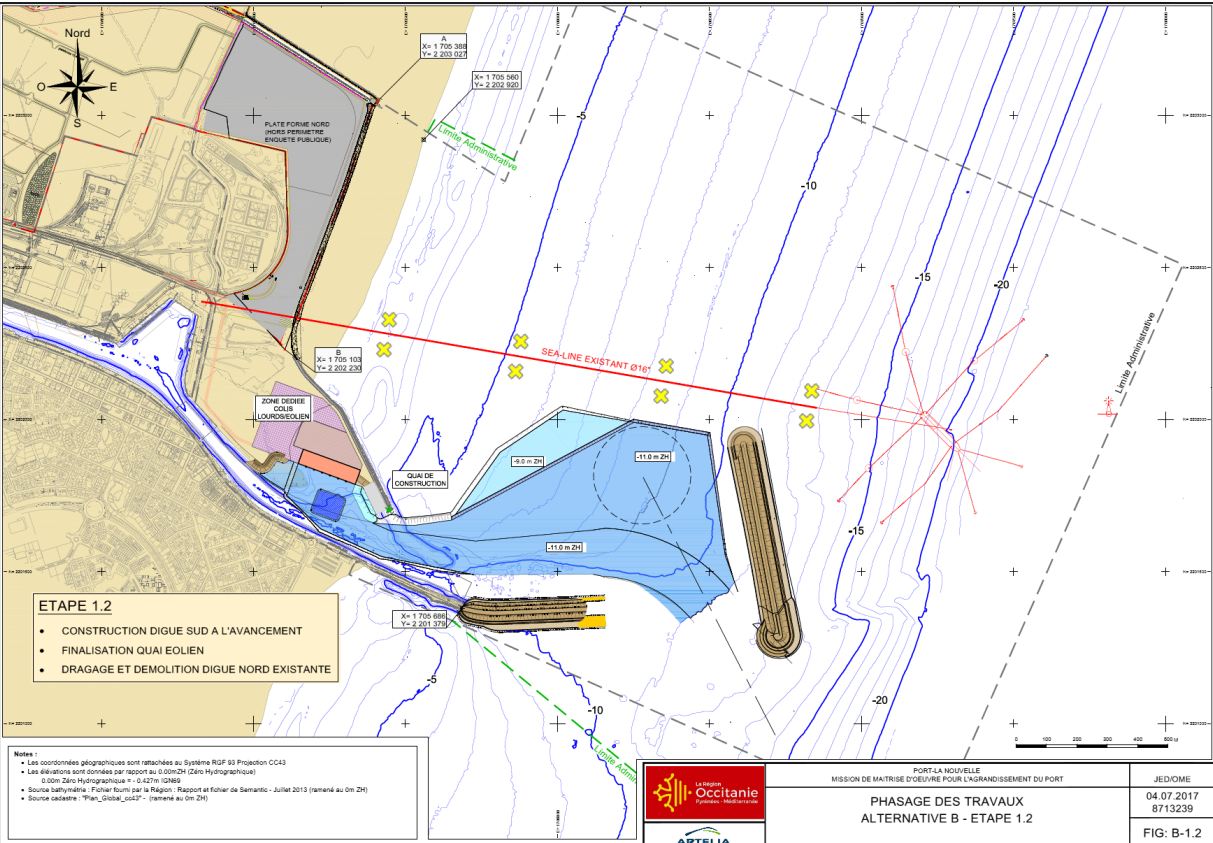 Nord
O
E
S
A
X= 1 705 388
Y= 2 203 027
X= 1 705 560
Y= 2 202 920
PLATE FORME NORD
(HORS PERIMETRE
ENQUETE PUBLIQUE)
Limite Administrative
-5
-10
-15
-20
Limite Administrative
SEA-LINE EXISTANT Ø16"
B
X= 1 705 103
Y= 2 202 230
ZONE DEDIEE
COLIS
LOURDS/EOLIEN
QUAI DE
CONSTRUCTION
-9.0 m ZH
-11.0 m ZH
-11.0 m ZH
-15
-20
X= 1 705 686
Y= 2 201 379
-5
-10
Limite Admin
ETAPE 1.2
• CONSTRUCTION DIGUE SUD A L'AVANCEMENT
• FINALISATION QUAI EOLIEN
• DRAGAGE ET DEMOLITION DIGUE NORD EXISTANTE
0 100 200 300 400 500 M
Notes :
• Les coordonnées géographiques sont rattachées au Système RGF 93 Projection CC43
• Les élévations sont données par rapport au 0.00mZH (Zéro Hydrographique)
0.00m Zéro Hydrographique = - 0.427m IGN69
• Source bathymétrie : Fichier fourni par la Région : Rapport et fichier de Semantic - Juillet 2013 (ramené au 0m ZH)
• Source cadastre : "Plan_Global_cc43" - (ramené au 0m ZH)
La Région
Occitanie
Pyrénées - Méditerranée
ARTELIA
PORT-LA NOUVELLE
MISSION DE MAITRISE D'OEUVRE POUR L'AGRANDISSEMENT DU PORT
PHASAGE DES TRAVAUX
ALTERNATIVE B - ETAPE 1.2
JED/OME
04.07.2017
8713239
FIG: B-1.2